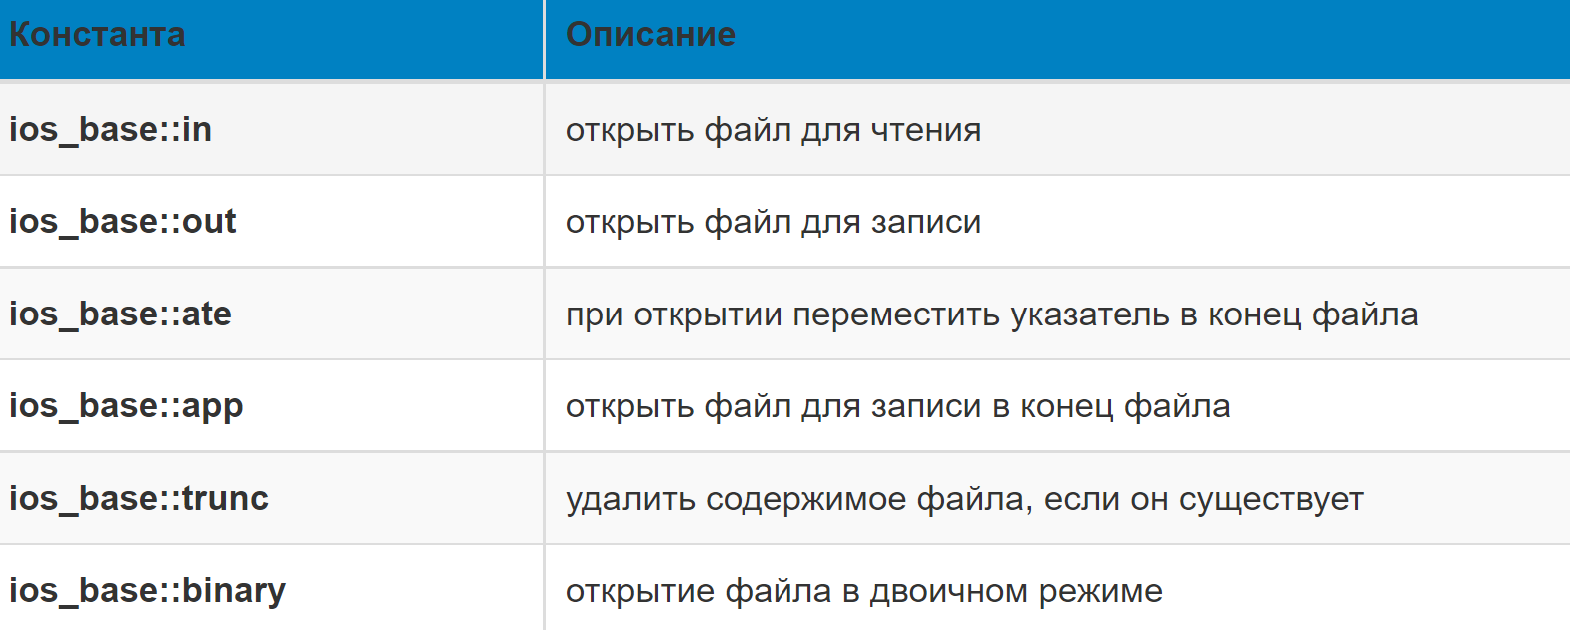 Константа Описание
ios_base::in открыть файл для чтения
ios_base::out открыть файл для записи
ios_base::ate при открытии переместить указатель в конец файла
ios_base::app открыть файл для записи в конец файла
ios_base::trunc удалить содержимое файла, если он существует
ios_base::binary открытие файла в двоичном режиме